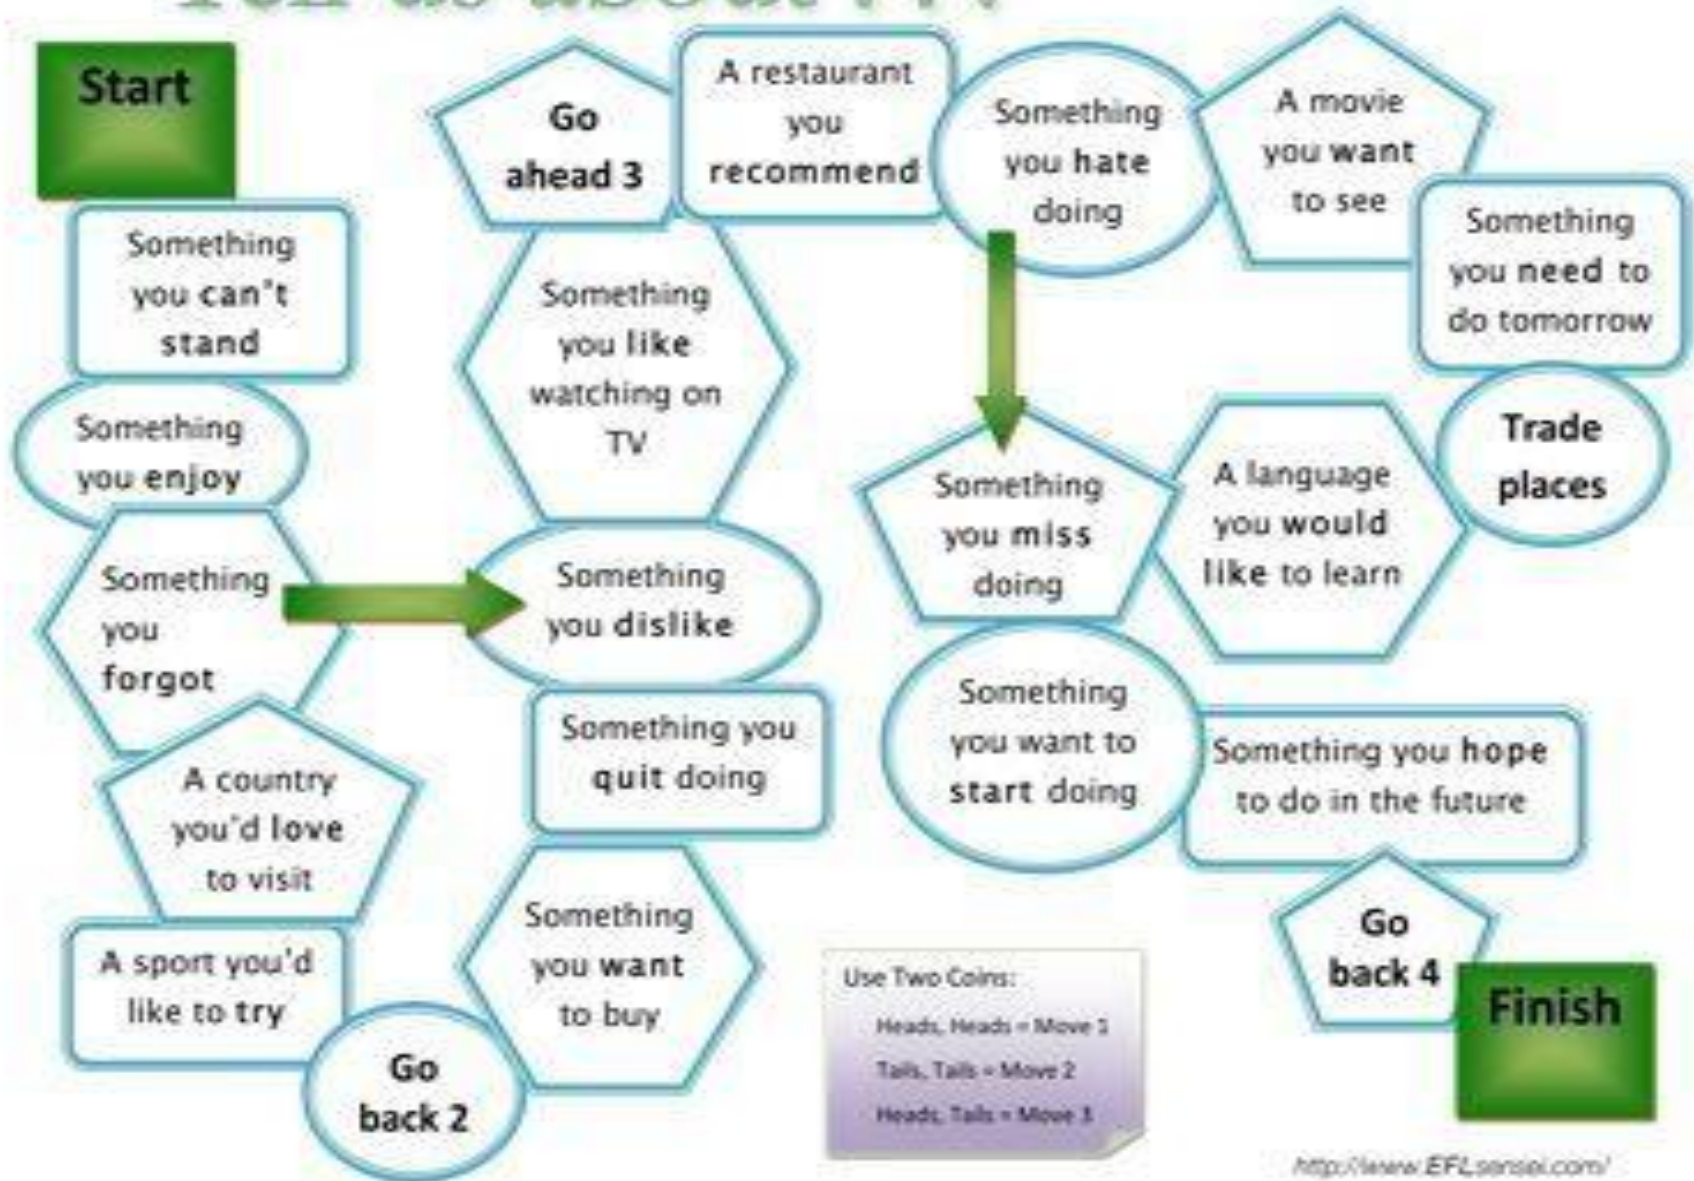 Tell us about . . .
Start
Something
you can't
stand
Something
you enjoy
Something
you
forgot
A country
you'd love
to visit
A sport you'd
like to try
Go
back 2
Something
you want
to buy
Something you
quit doing
Something
you dislike
Something
you like
watching on
TV
Go
ahead 3
A restaurant
you
recommend
Something
you hate
doing
A movie
you want
to see
Something
you need to
do tomorrow
Trade
places
A language
you would
like to learn
Something
you miss
doing
Something
you want to
start doing
Something you hope
to do in the future
Go
back 4
Finish
Use Two Coins:
Heads, Heads = Move 1
Tails, Tails = Move 2
Heads, Tails = Move 3
http://www.EFLsensei.com/